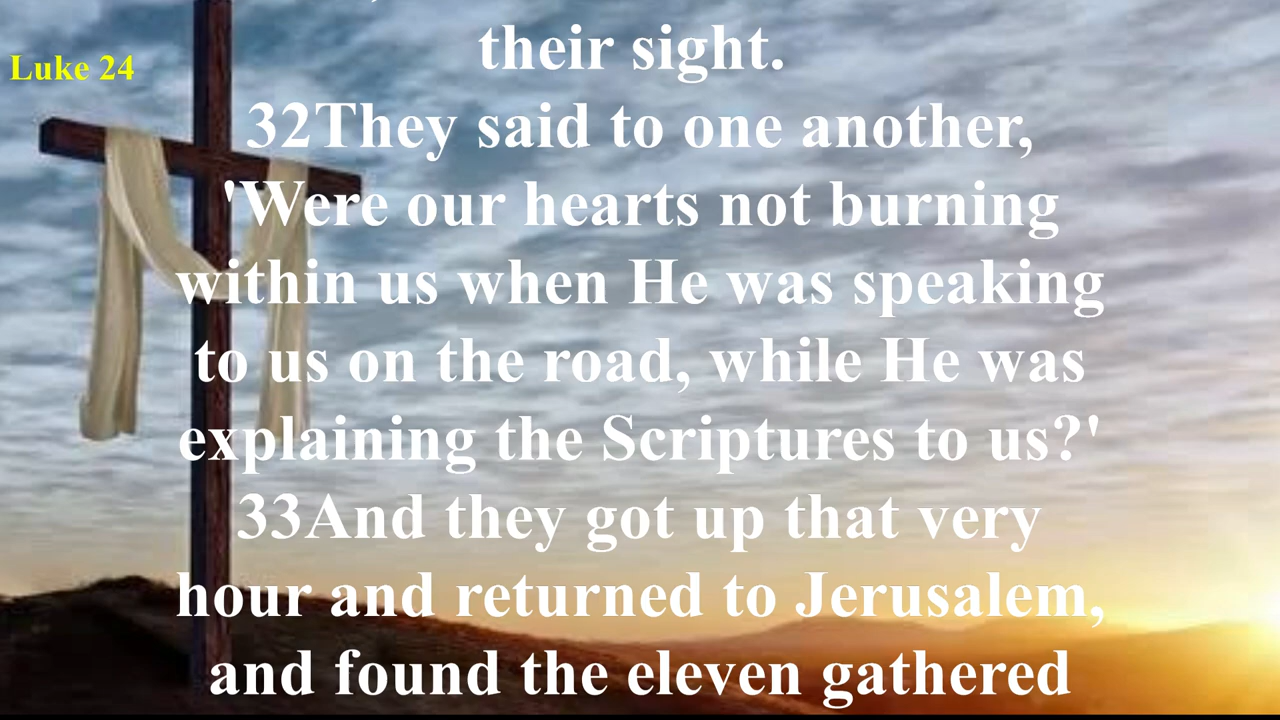 their sight.
Luke 24
32They said to one another,
'Were our hearts not burning
within us when He was speaking
to us on the road, while He was
explaining the Scriptures to us?'
33And they got up that very
hour and returned to Jerusalem,
and found the eleven gathered